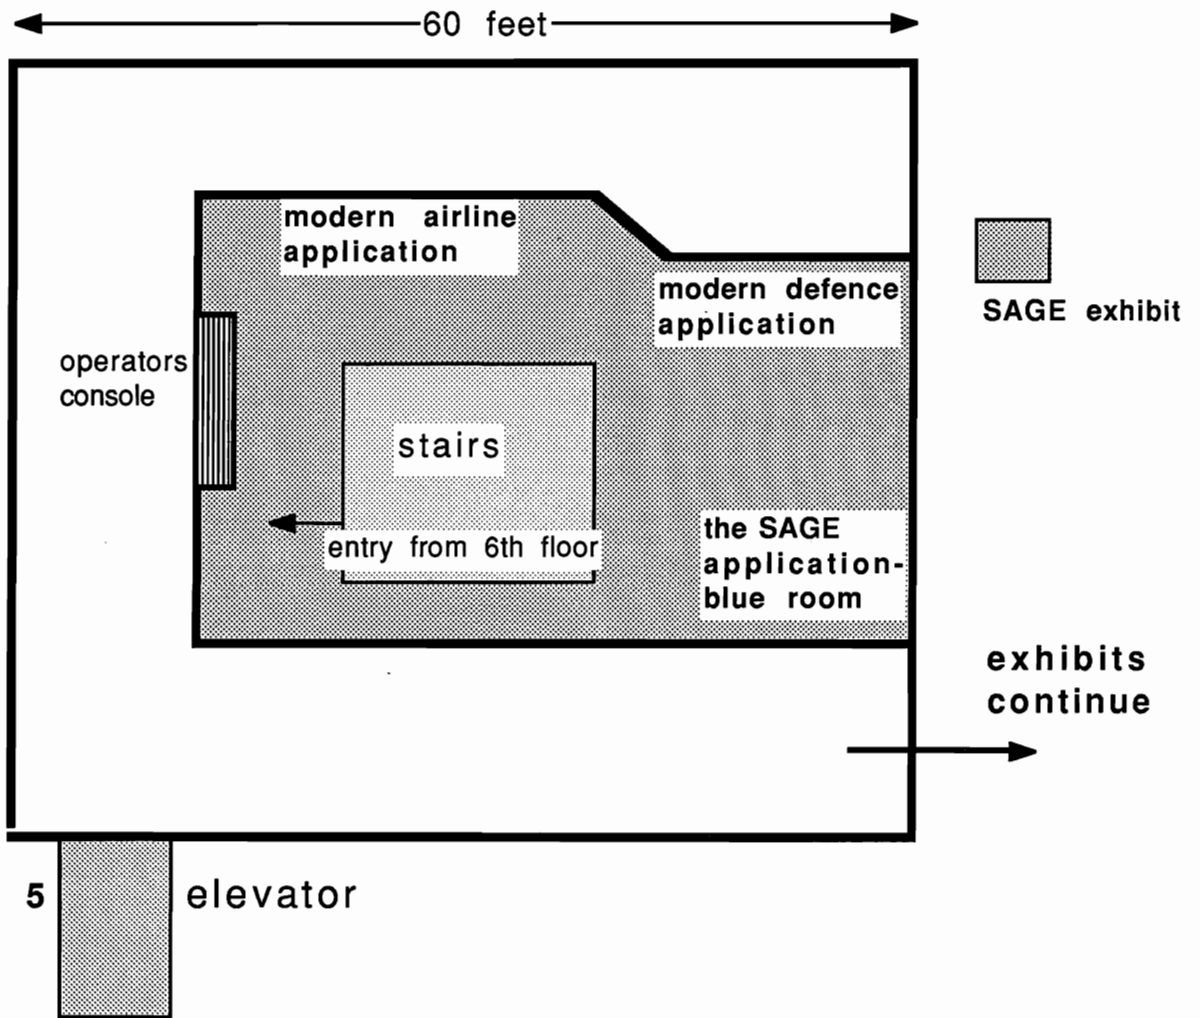 60 feet
modern airline
application
modern defence
application
SAGE exhibit
operators
console
stairs
entry from 6th floor
the SAGE
application-
blue room
exhibits
continue
5
elevator